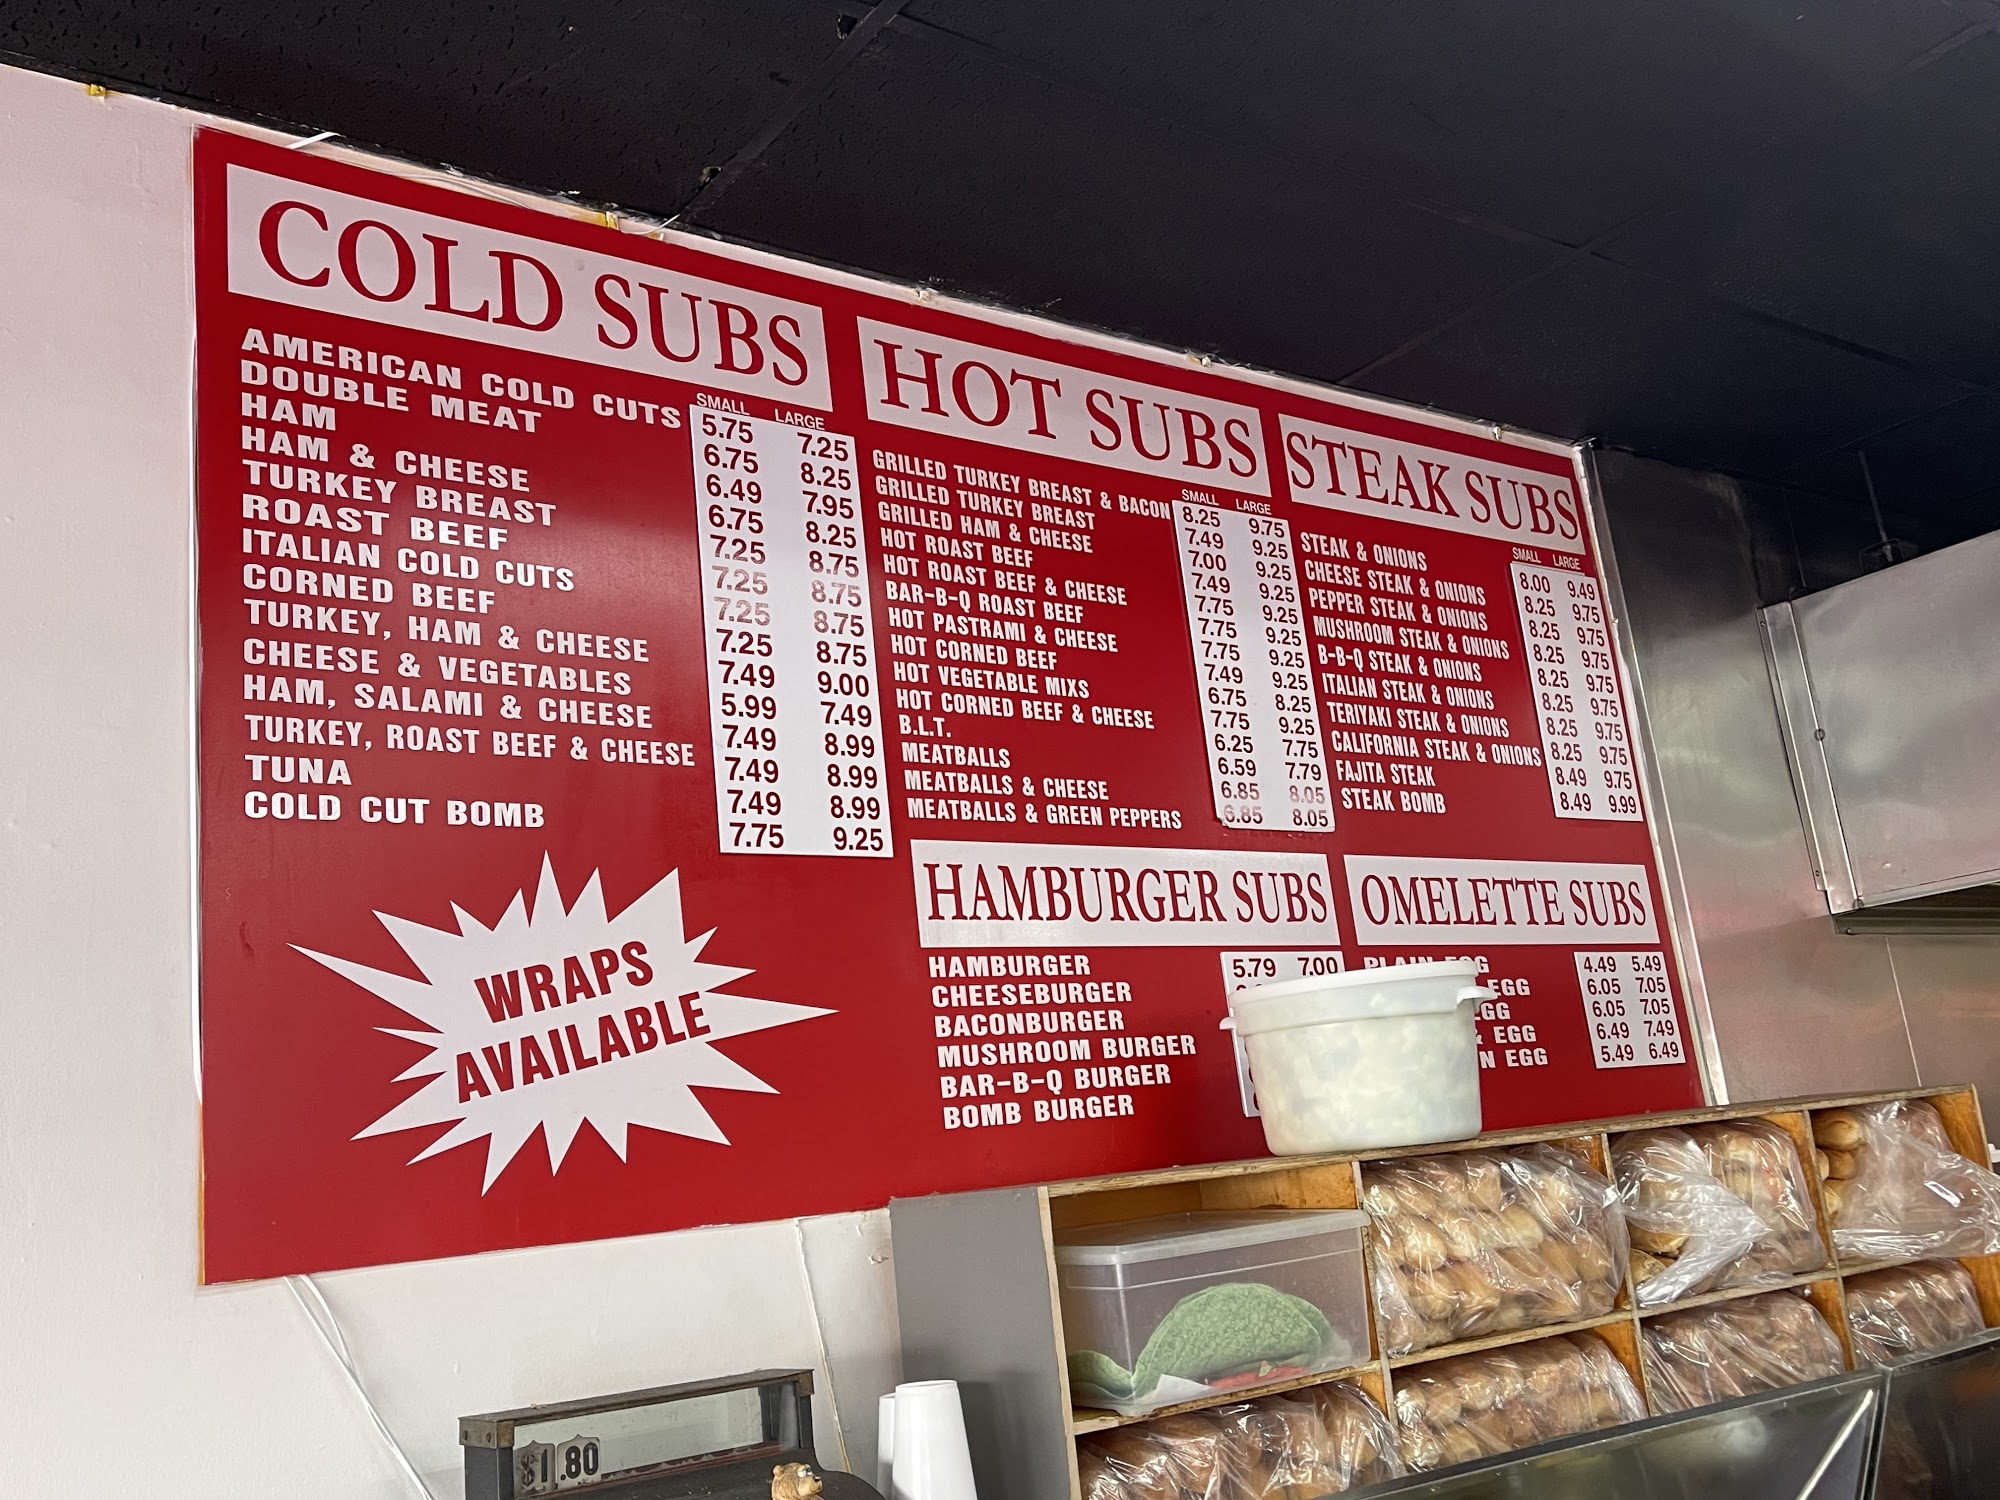 COLD SUBS
SMALL LARGE
AMERICAN COLD CUTS 5.75 7.25
DOUBLE MEAT 6.75 8.25
HAM 6.49 7.95
HAM & CHEESE 6.75 8.25
TURKEY BREAST 7.25 8.75
ROAST BEEF 7.25 8.75
ITALIAN COLD CUTS 7.25 8.75
CORNED BEEF 7.25 8.75
TURKEY, HAM & CHEESE 7.49 9.00
CHEESE & VEGETABLES 5.99 7.49
HAM, SALAMI & CHEESE 7.49 8.99
TURKEY, ROAST BEEF & CHEESE 7.49 8.99
TUNA 7.49 8.99
COLD CUT BOMB 7.75 9.25
WRAPS
AVAILABLE
HOT SUBS
SMALL LARGE
GRILLED TURKEY BREAST & BACON 8.25 9.75
GRILLED TURKEY BREAST 7.49 9.25
GRILLED HAM & CHEESE 7.00 9.25
HOT ROAST BEEF 7.49 9.25
HOT ROAST BEEF & CHEESE 7.75 9.25
BAR-B-Q ROAST BEEF 7.75 9.25
HOT PASTRAMI & CHEESE 7.75 9.25
HOT CORNED BEEF 7.49 9.25
HOT VEGETABLE MIXS 6.75 8.25
HOT CORNED BEEF & CHEESE 7.75 9.25
B.L.T. 6.25 7.75
MEATBALLS 6.59 7.79
MEATBALLS & CHEESE 6.85 8.05
MEATBALLS & GREEN PEPPERS 6.85 8.05
STEAK SUBS
SMALL LARGE
STEAK & ONIONS 8.00 9.49
CHEESE STEAK & ONIONS 8.25 9.75
PEPPER STEAK & ONIONS 8.25 9.75
MUSHROOM STEAK & ONIONS 8.25 9.75
B-B-Q STEAK & ONIONS 8.25 9.75
ITALIAN STEAK & ONIONS 8.25 9.75
TERIYAKI STEAK & ONIONS 8.25 9.75
CALIFORNIA STEAK & ONIONS 8.25 9.75
FAJITA STEAK 8.49 9.75
STEAK BOMB 8.49 9.99
HAMBURGER SUBS
HAMBURGER 5.79 7.00
CHEESEBURGER
BACONBURGER
MUSHROOM BURGER
BAR-B-Q BURGER
BOMB BURGER
OMELETTE SUBS
PLAIN EGG 4.49 5.49
EGG 6.05 7.05
EGG 6.05 7.05
& EGG 6.49 7.49
EGG 5.49 6.49
$1.80